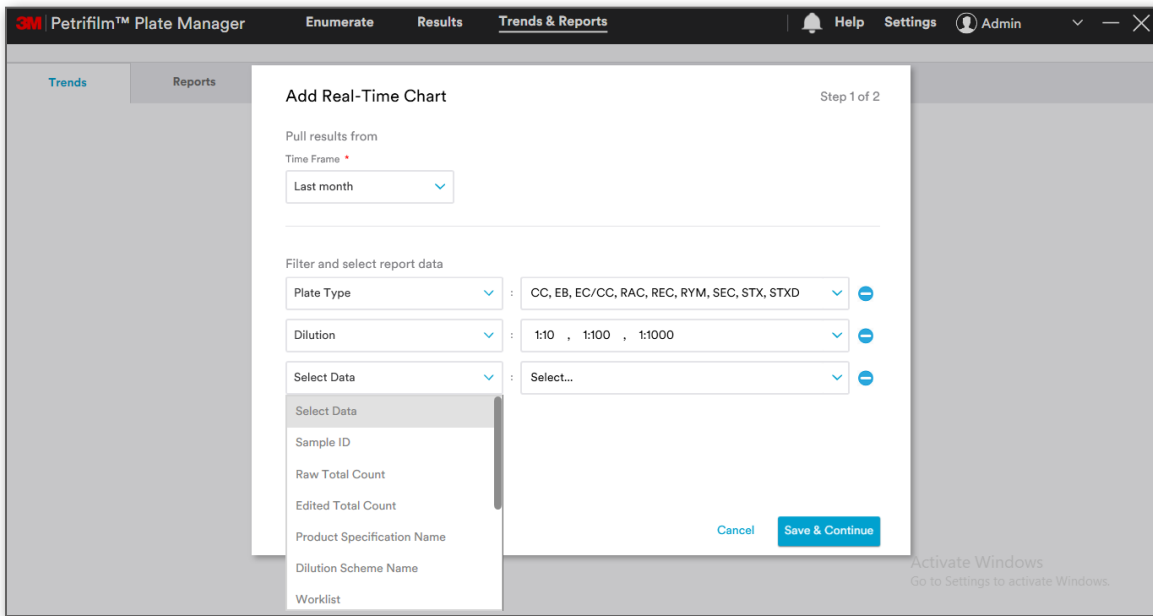 3M Petrifilm™ Plate Manager Enumerate Results Trends & Reports Help Settings Admin
Trends Reports
Add Real-Time Chart Step 1 of 2
Pull results from
Time Frame *
Last month
Filter and select report data
Plate Type : CC, EB, EC/CC, RAC, REC, RYM, SEC, STX, STXD
Dilution : 1:10 , 1:100 , 1:1000
Select Data : Select...
Select Data
Sample ID
Raw Total Count
Edited Total Count
Product Specification Name
Dilution Scheme Name
Worklist
Cancel Save & Continue
Activate Windows
Go to Settings to activate Windows.